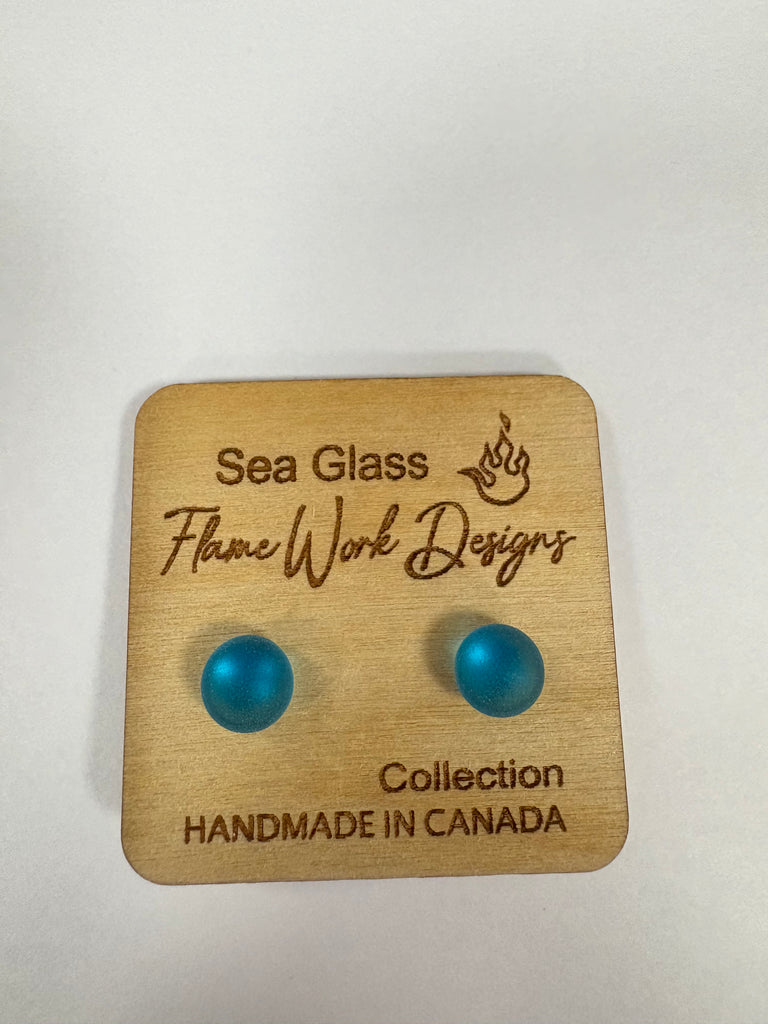 Sea Glass
Flame Work Designs
Collection
HANDMADE IN CANADA